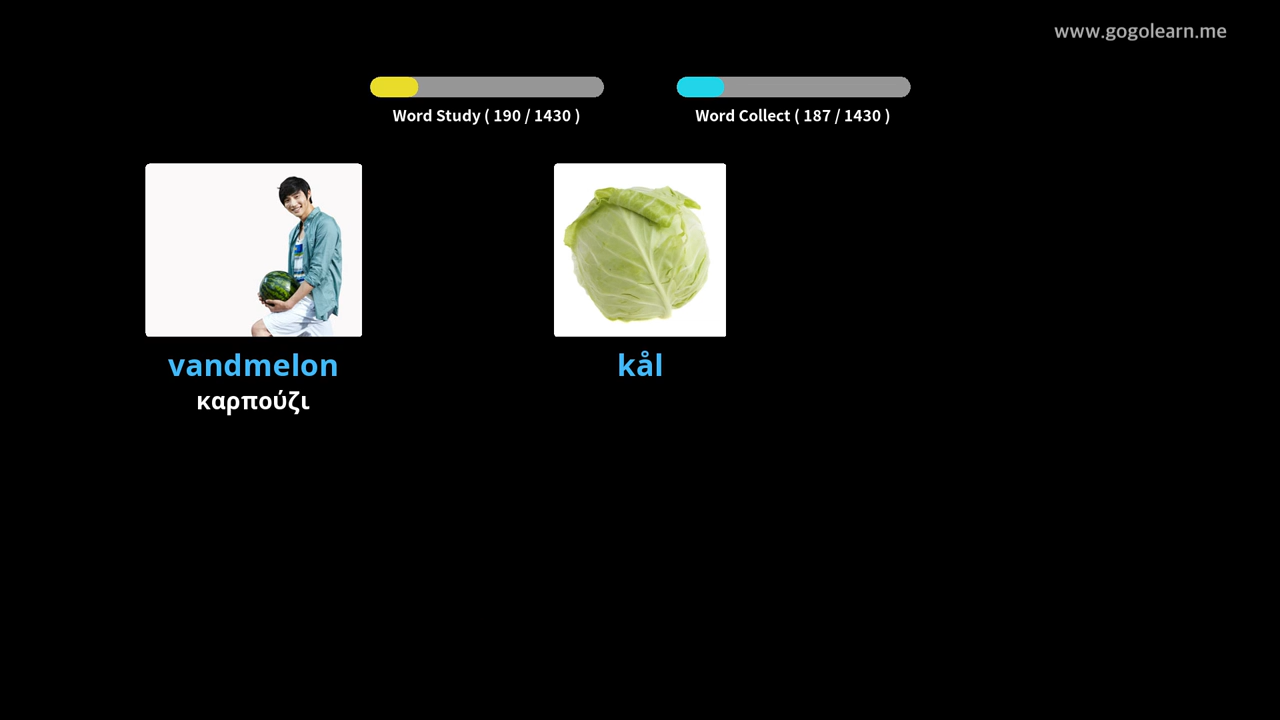 www.gogolearn.me
Word Study ( 190 / 1430 )
Word Collect ( 187 / 1430 )
vandmelon
καρπούζι
kål